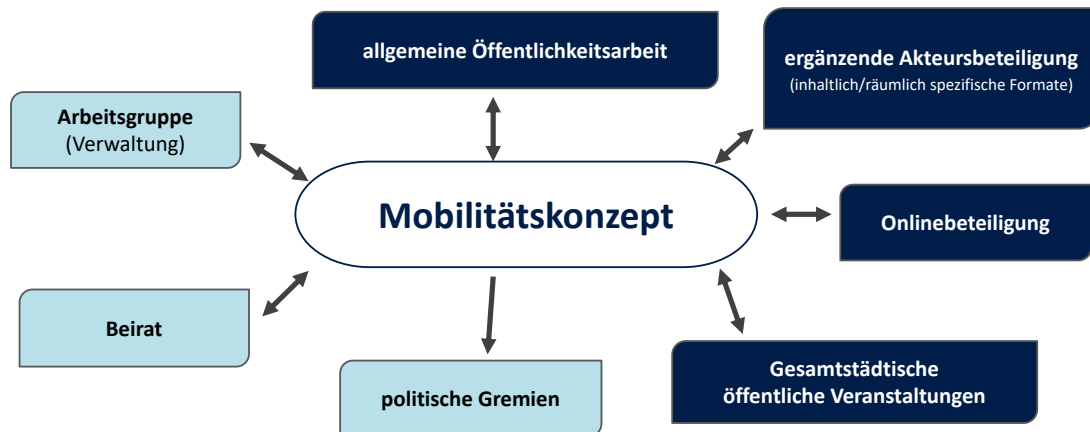 allgemeine Öffentlichkeitsarbeit
ergänzende Akteursbeteiligung
(inhaltlich/räumlich spezifische Formate)
Arbeitsgruppe
(Verwaltung)
Mobilitätskonzept
Onlinebeteiligung
Beirat
politische Gremien
Gesamtstädtische
öffentliche Veranstaltungen